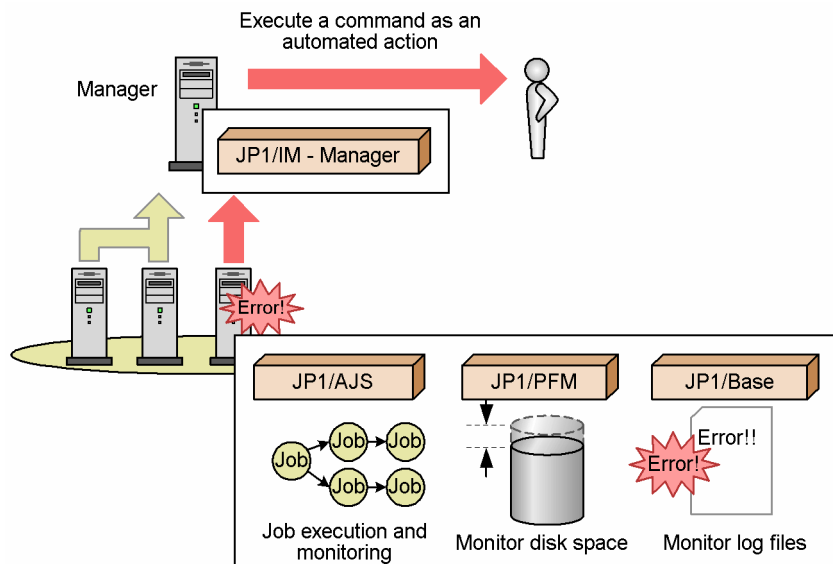 Execute a command as an
automated action
Manager
JP1/IM - Manager
Error!
JP1/AJS
JP1/PFM
JP1/Base
Job
Job
Job
Job
Job
Error!!
Error!
Job execution and
monitoring
Monitor disk space
Monitor log files